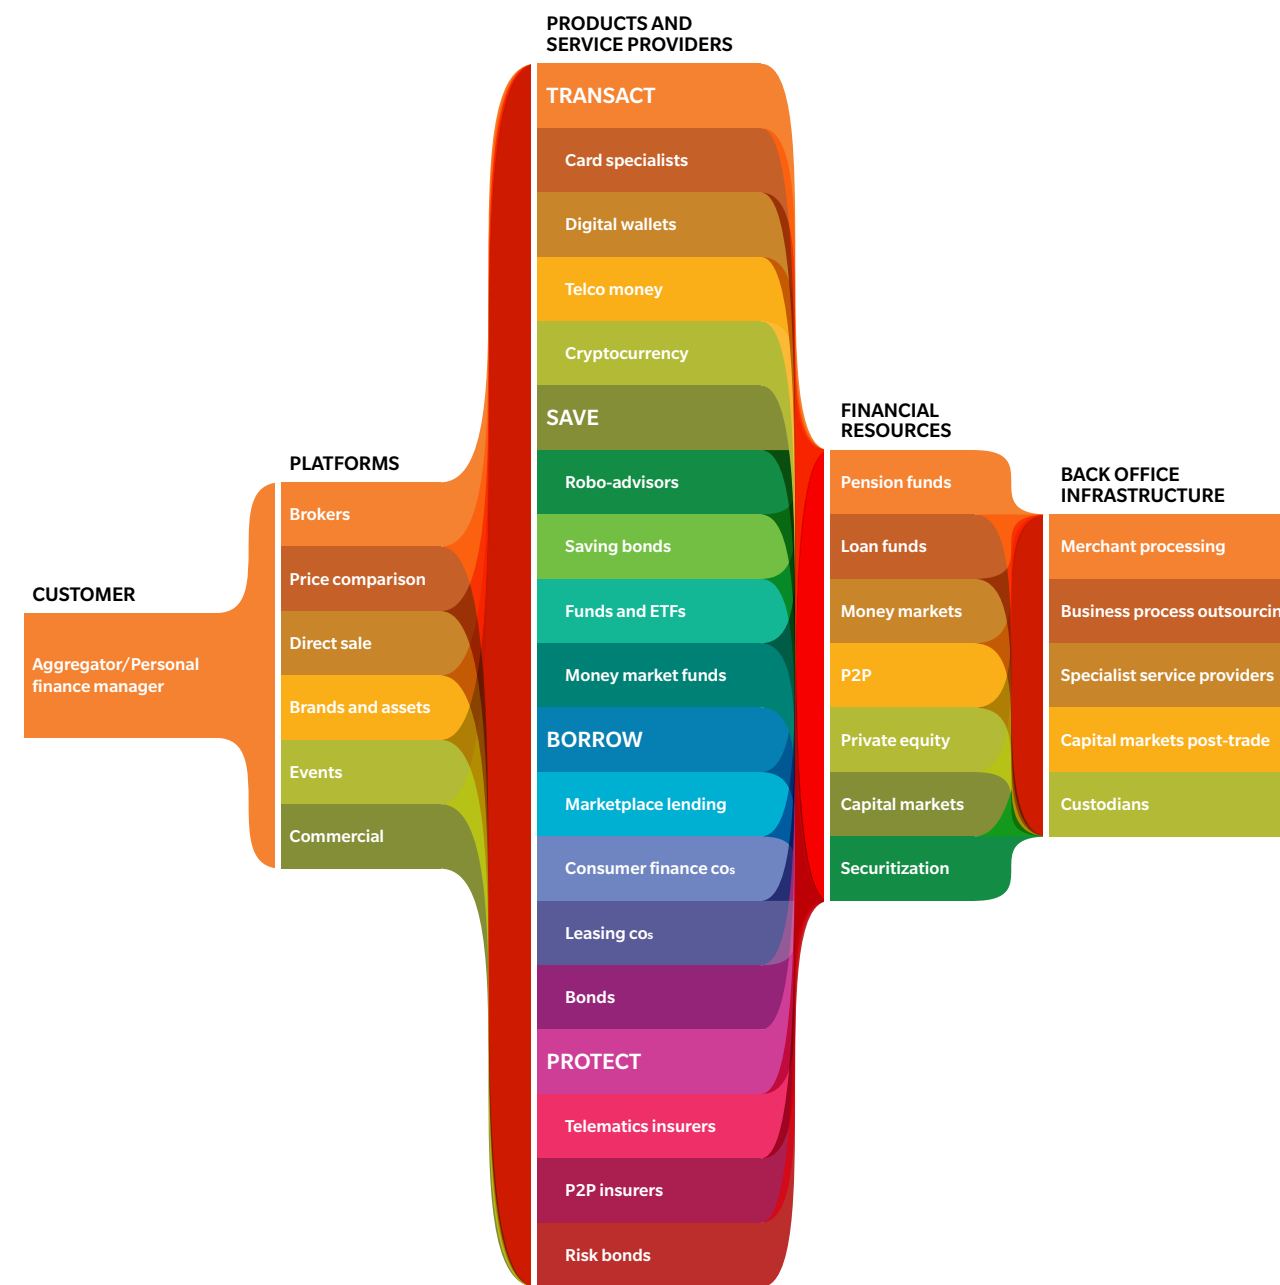 CUSTOMER
Aggregator/Personal
finance manager
PLATFORMS
Brokers
Price comparison
Direct sale
Brands and assets
Events
Commercial
PRODUCTS AND
SERVICE PROVIDERS
TRANSACT
Card specialists
Digital wallets
Telco money
Cryptocurrency
SAVE
Robo-advisors
Saving bonds
Funds and ETFs
Money market funds
BORROW
Marketplace lending
Consumer finance cos
Leasing cos
Bonds
PROTECT
Telematics insurers
P2P insurers
Risk bonds
FINANCIAL
RESOURCES
Pension funds
Loan funds
Money markets
P2P
Private equity
Capital markets
Securitization
BACK OFFICE
INFRASTRUCTURE
Merchant processing
Business process outsourcin
Specialist service providers
Capital markets post-trade
Custodians